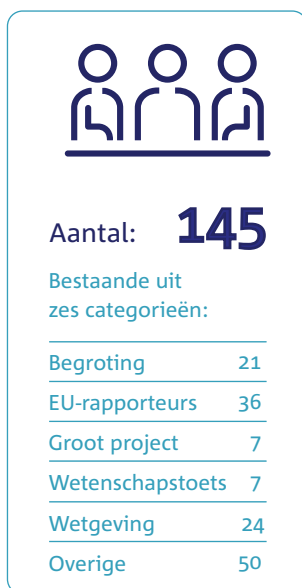 Aantal: 145
Bestaande uit
zes categorieën:
Begroting 21
EU-rapporteurs 36
Groot project 7
Wetenschapstoets 7
Wetgeving 24
Overige 50